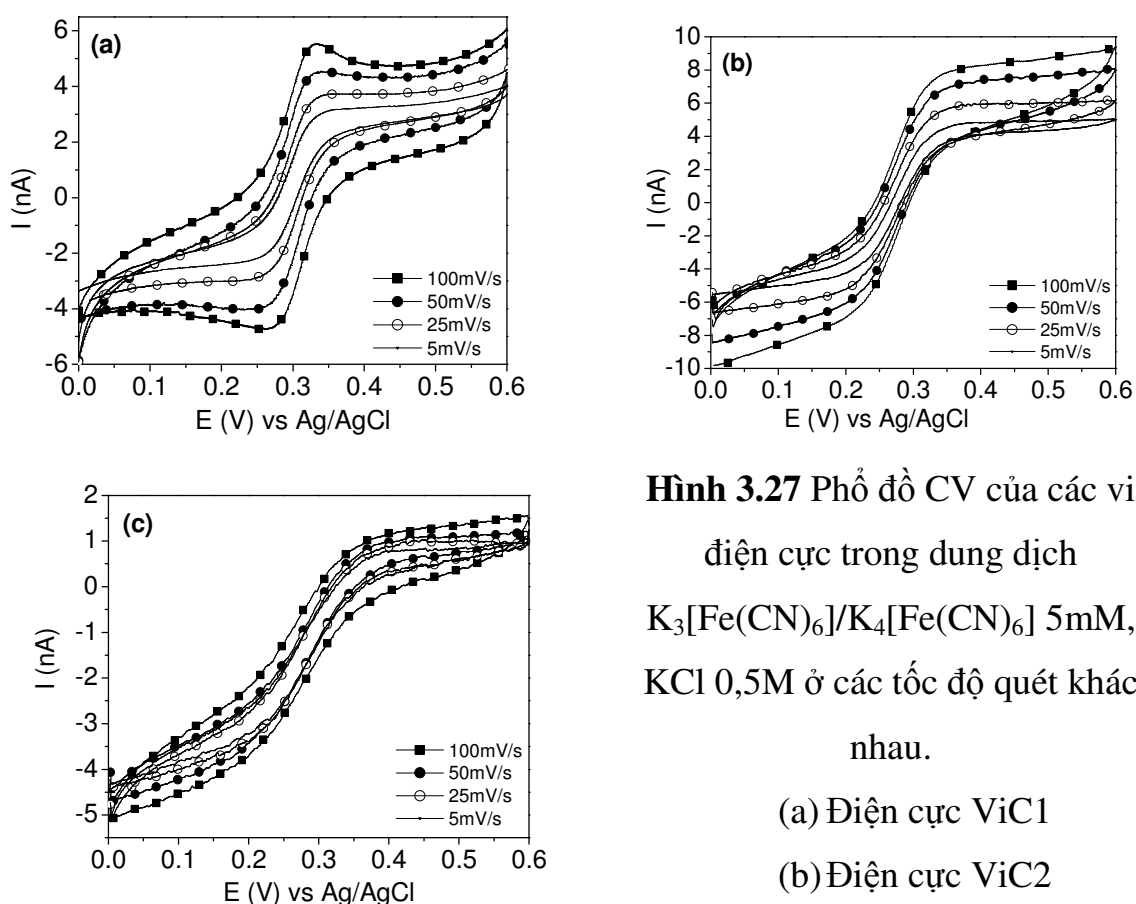 (a)
6
4
2
0
-2
-4
-6
I (nA)
100mV/s
50mV/s
25mV/s
5mV/s
0.0 0.1 0.2 0.3 0.4 0.5 0.6
E (V) vs Ag/AgCl
(b)
10
8
6
4
2
0
-2
-4
-6
-8
-10
I (nA)
100mV/s
50mV/s
25mV/s
5mV/s
0.0 0.1 0.2 0.3 0.4 0.5 0.6
E (V) vs Ag/AgCl
(c)
2
1
0
-1
-2
-3
-4
-5
I (nA)
100mV/s
50mV/s
25mV/s
5mV/s
0.0 0.1 0.2 0.3 0.4 0.5 0.6
E (V) vs Ag/AgCl
Hình 3.27 Phổ đồ CV của các vi
điện cực trong dung dịch
K₃[Fe(CN)₆]/K₄[Fe(CN)₆] 5mM,
KCl 0,5M ở các tốc độ quét khác
nhau.
(a) Điện cực ViC1
(b) Điện cực ViC2